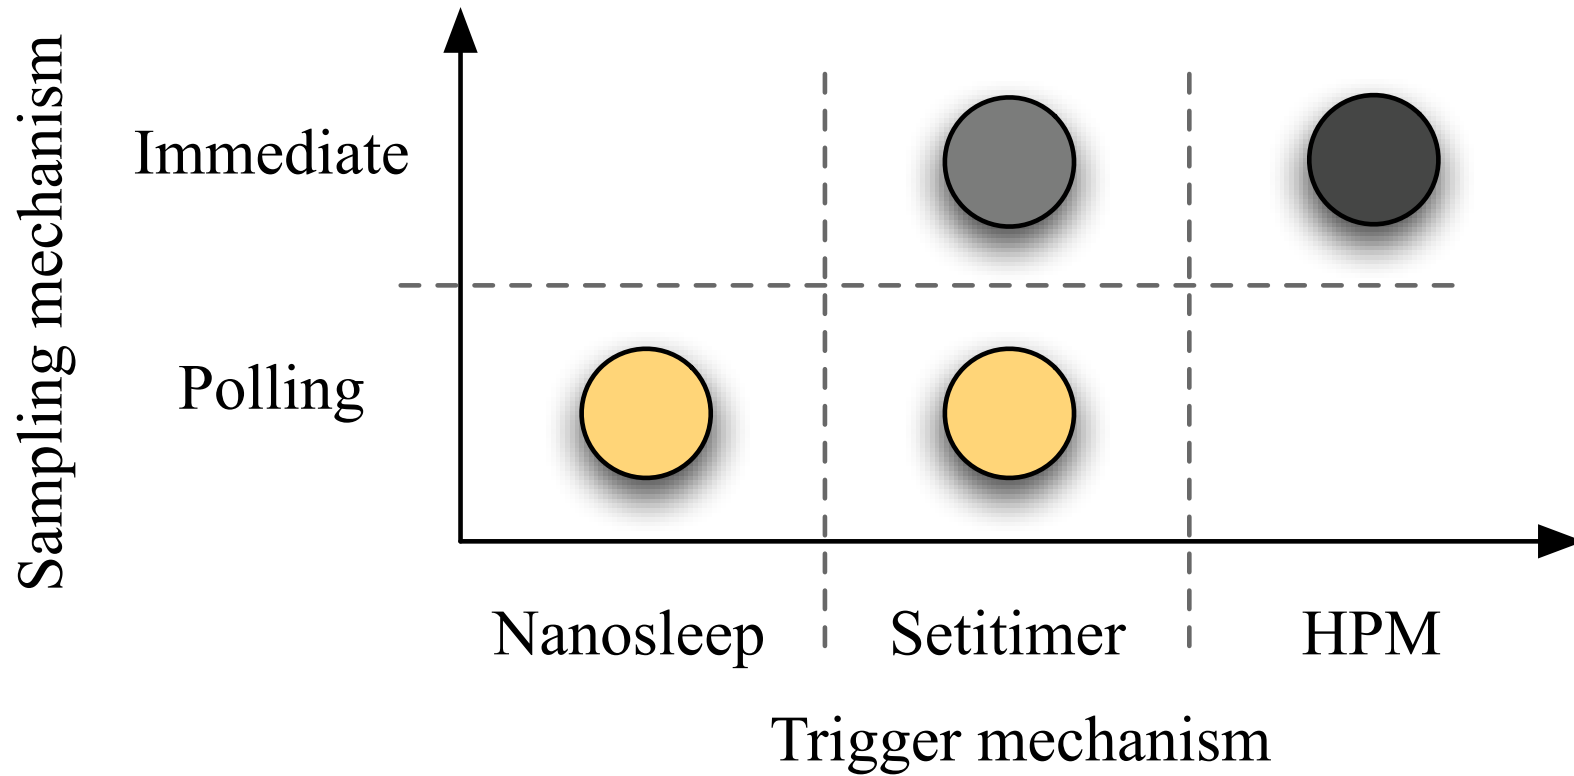 Sampling mechanism
Immediate
Polling
Nanosleep
Setitimer
HPM
Trigger mechanism